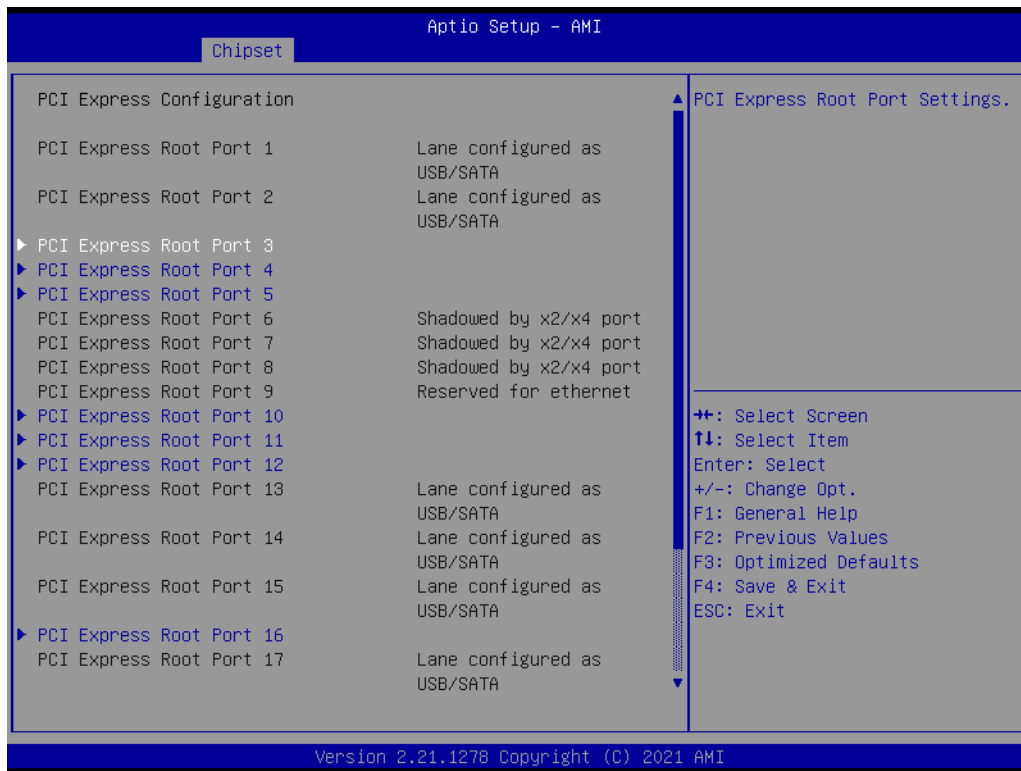 Aptio Setup – AMI
Chipset
PCI Express Configuration
PCI Express Root Port 1 Lane configured as
USB/SATA
PCI Express Root Port 2 Lane configured as
USB/SATA
PCI Express Root Port 3
PCI Express Root Port 4
PCI Express Root Port 5
PCI Express Root Port 6 Shadowed by x2/x4 port
PCI Express Root Port 7 Shadowed by x2/x4 port
PCI Express Root Port 8 Shadowed by x2/x4 port
PCI Express Root Port 9 Reserved for ethernet
PCI Express Root Port 10
PCI Express Root Port 11
PCI Express Root Port 12
PCI Express Root Port 13 Lane configured as
USB/SATA
PCI Express Root Port 14 Lane configured as
USB/SATA
PCI Express Root Port 15 Lane configured as
USB/SATA
PCI Express Root Port 16
PCI Express Root Port 17 Lane configured as
USB/SATA
PCI Express Root Port Settings.
→←: Select Screen
↑↓: Select Item
Enter: Select
+/-: Change Opt.
F1: General Help
F2: Previous Values
F3: Optimized Defaults
F4: Save & Exit
ESC: Exit
Version 2.21.1278 Copyright (C) 2021 AMI